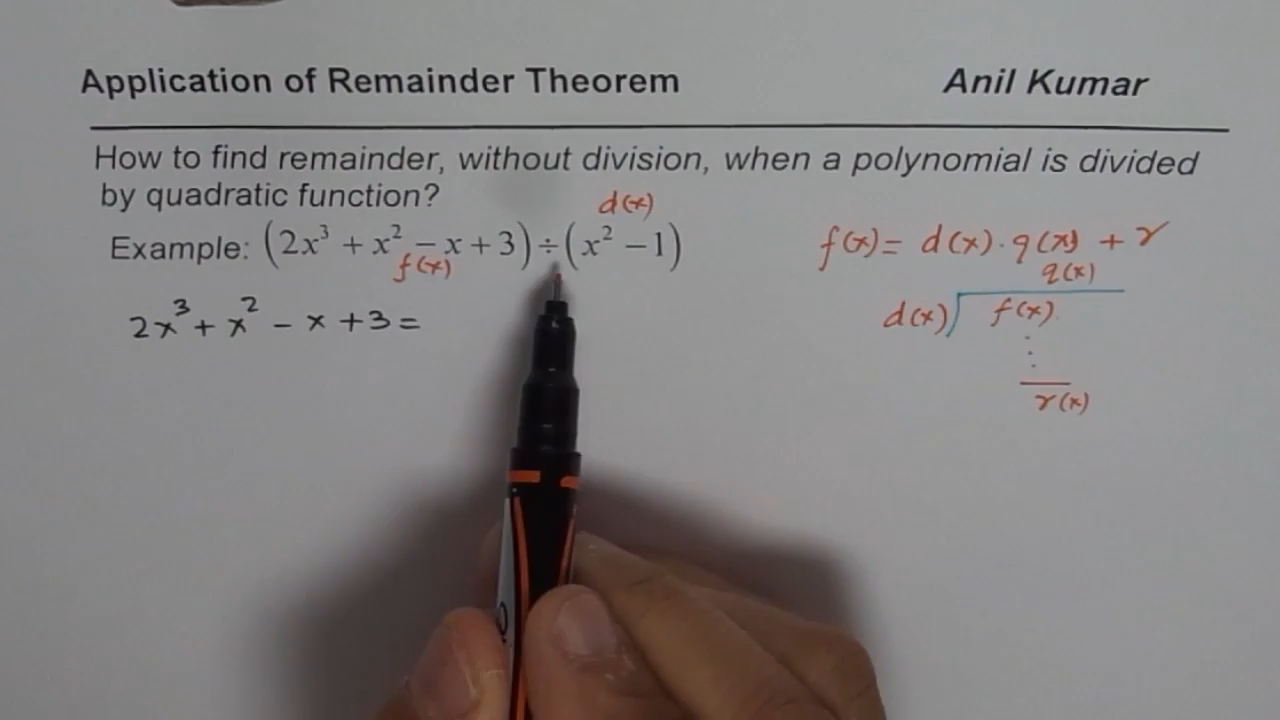 Application of Remainder Theorem Anil Kumar
How to find remainder, without division, when a polynomial is divided
by quadratic function?
d(x)
Example: (2x³ + x² − x + 3) ÷ (x² − 1)
f(x)
2x³ + x² − x + 3 =
f(x) = d(x) · q(x) + r
q(x)
d(x) f(x)
r(x)